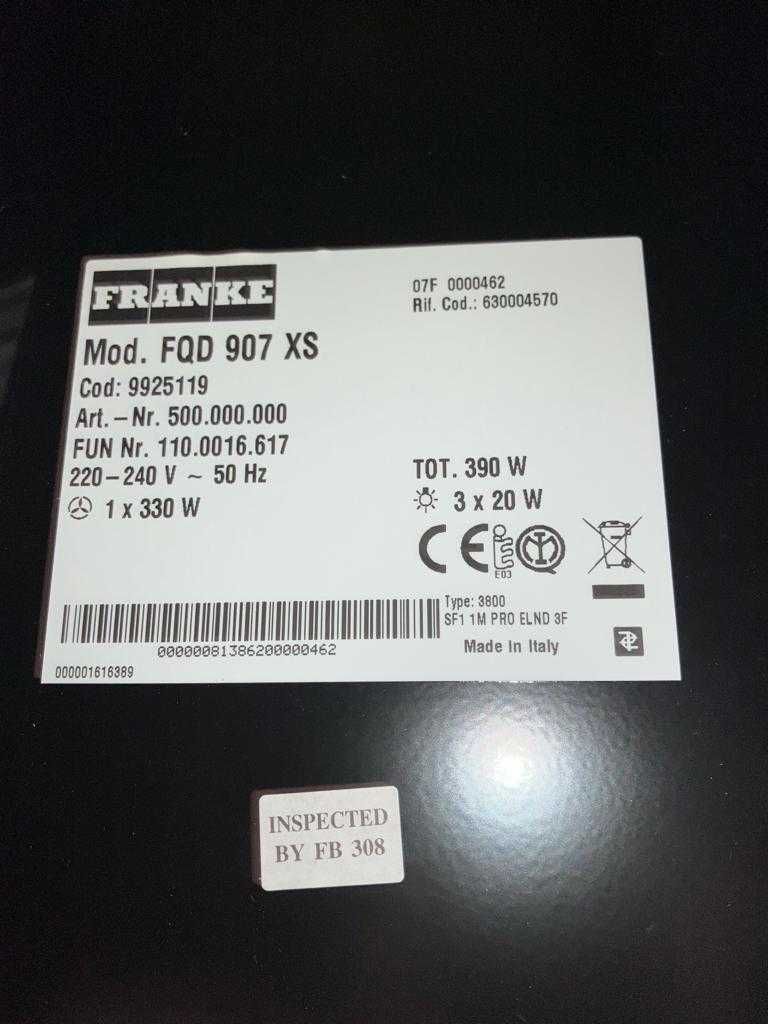 FRANKE
07F 0000462
Rif. Cod.: 630004570
Mod. FQD 907 XS
Cod: 9925119
Art. – Nr. 500.000.000
FUN Nr. 110.0016.617
220–240 V ~ 50 Hz
TOT. 390 W
1 x 330 W
3 x 20 W
CE
E03
Type: 3800
SF1 1M PRO ELND 3F
00000081386200000462
Made in Italy
000001616389
INSPECTED
BY FB 308